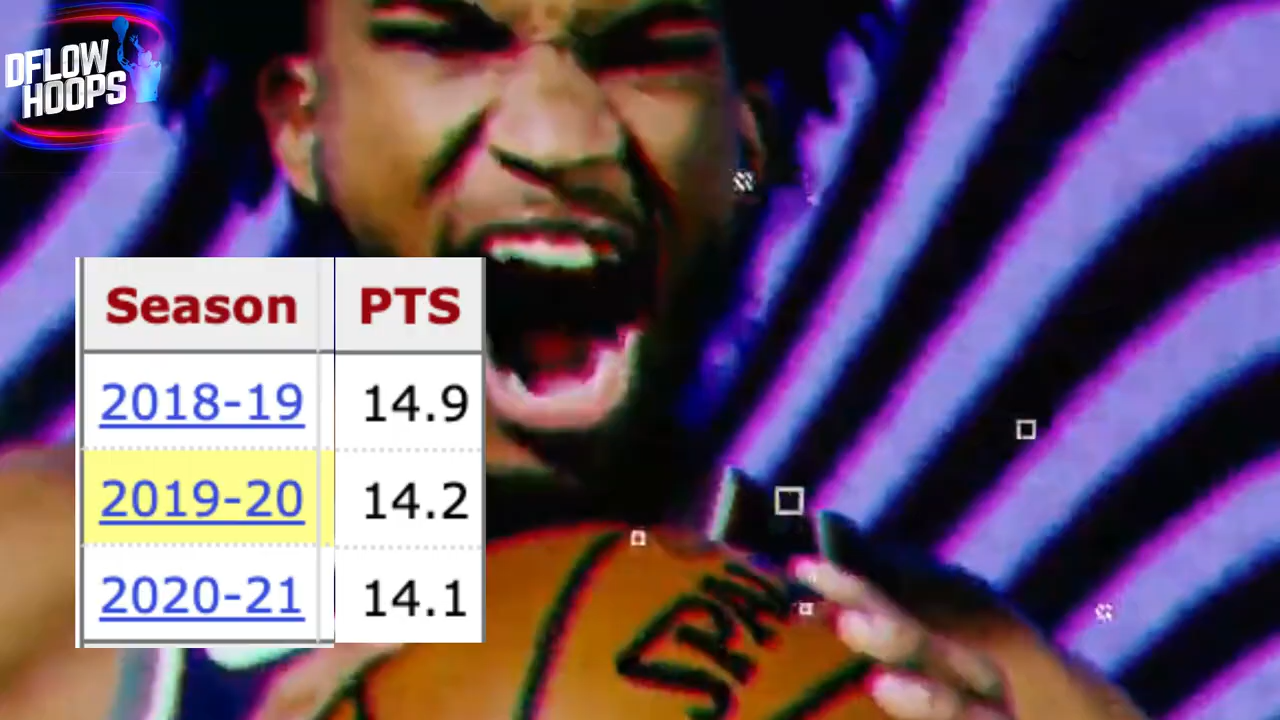 DFLOW
HOOPS
Season PTS
2018-19 14.9
2019-20 14.2
2020-21 14.1